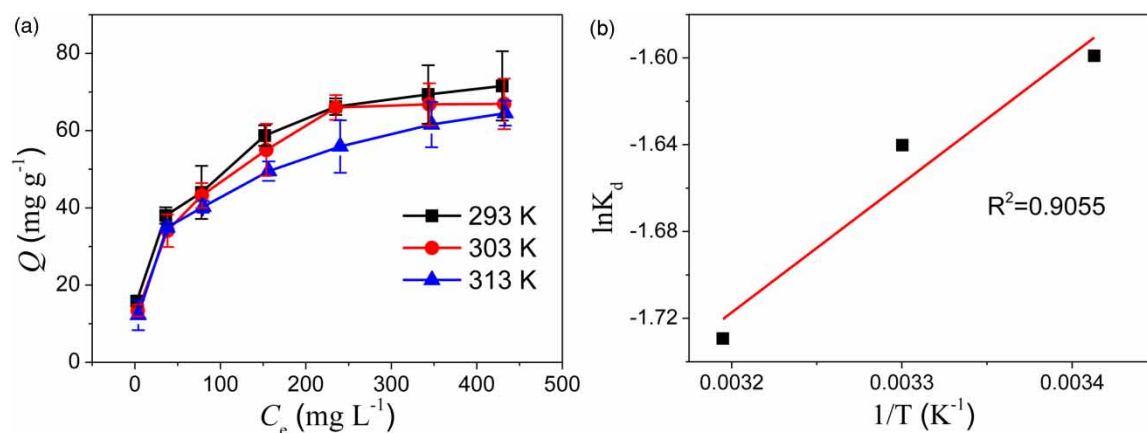 (a)
80
60
40
20
0
Q (mg g⁻¹)
293 K
303 K
313 K
0 100 200 300 400 500
Cₑ (mg L⁻¹)
(b)
-1.60
-1.64
-1.68
-1.72
lnK_d
R²=0.9055
0.0032 0.0033 0.0034
1/T (K⁻¹)